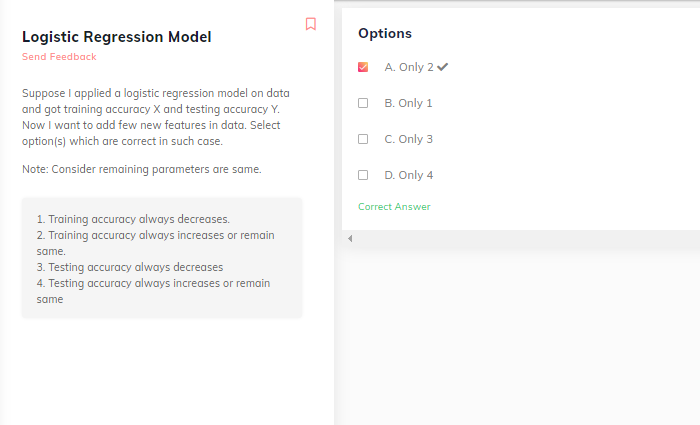 Logistic Regression Model
Send Feedback
Suppose I applied a logistic regression model on data
and got training accuracy X and testing accuracy Y.
Now I want to add few new features in data. Select
option(s) which are correct in such case.
Note: Consider remaining parameters are same.
1. Training accuracy always decreases.
2. Training accuracy always increases or remain
same.
3. Testing accuracy always decreases
4. Testing accuracy always increases or remain
same
Options
A. Only 2
B. Only 1
C. Only 3
D. Only 4
Correct Answer